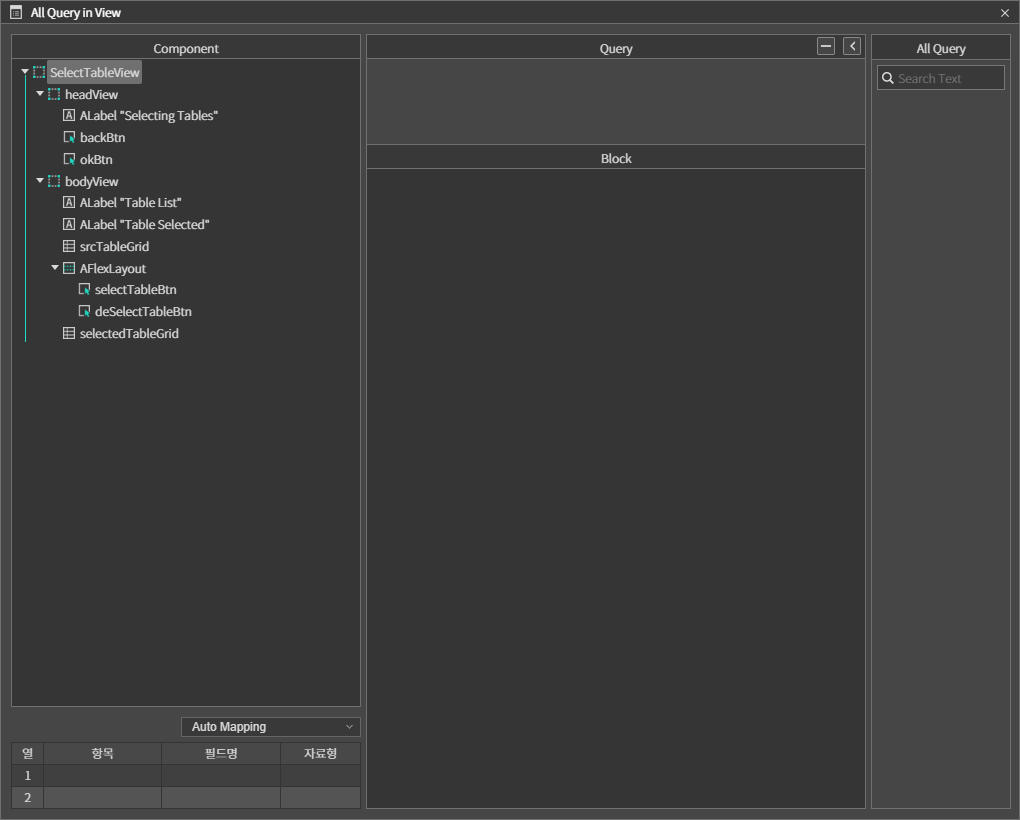 All Query in View
Component
SelectTableView
headView
ALabel "Selecting Tables"
backBtn
okBtn
bodyView
ALabel "Table List"
ALabel "Table Selected"
srcTableGrid
AFlexLayout
selectTableBtn
deSelectTableBtn
selectedTableGrid
Auto Mapping
열 항목 필드명 자료형
1
2
Query
Block
All Query
Search Text